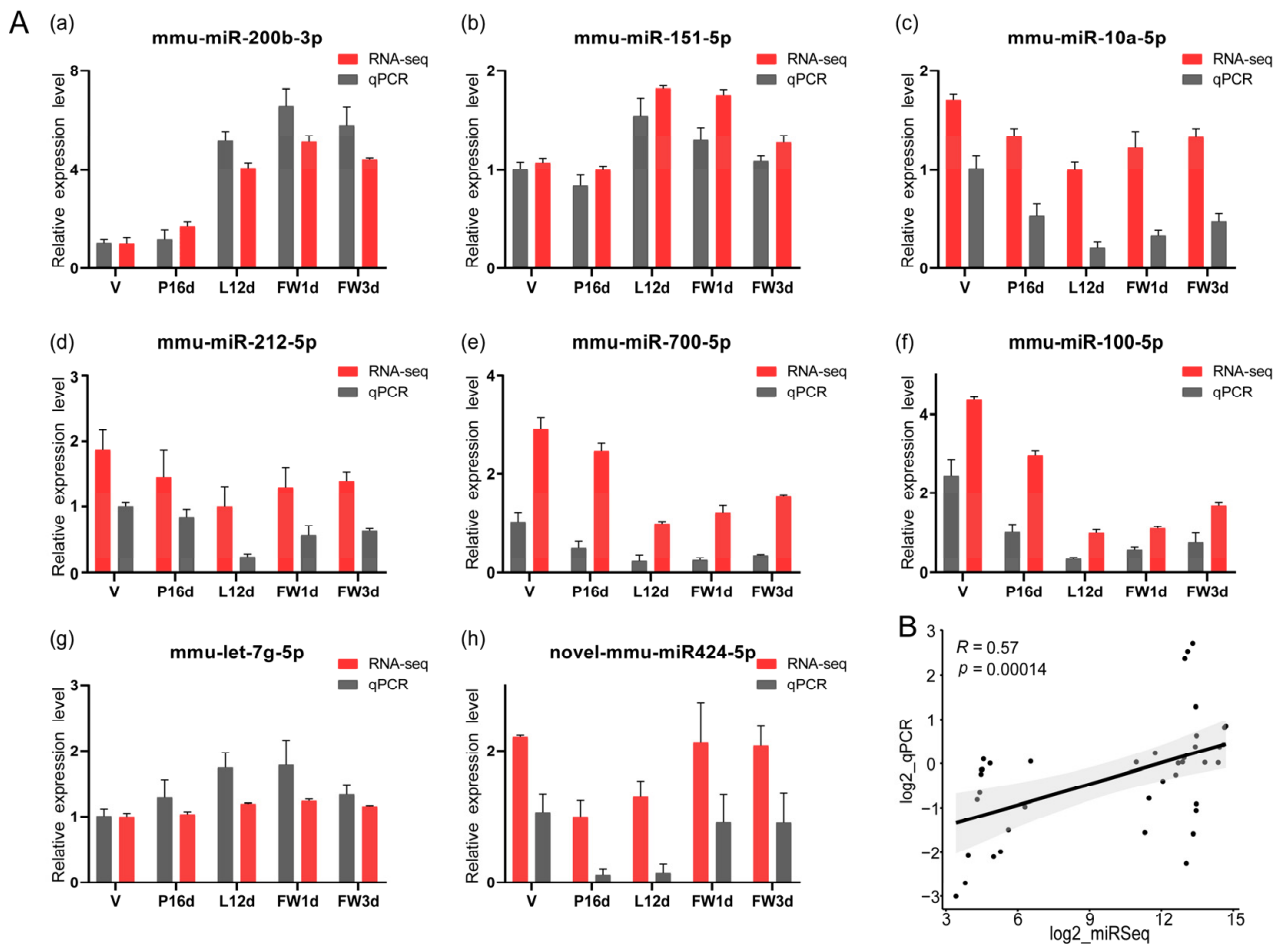 A
(a)
mmu-miR-200b-3p
RNA-seq
qPCR
Relative expression level
8
4
0
V P16d L12d FW1d FW3d
(b)
mmu-miR-151-5p
RNA-seq
qPCR
Relative expression level
2
1
0
V P16d L12d FW1d FW3d
(c)
mmu-miR-10a-5p
RNA-seq
qPCR
Relative expression level
2
1
0
V P16d L12d FW1d FW3d
(d)
mmu-miR-212-5p
RNA-seq
qPCR
Relative expression level
3
2
1
0
V P16d L12d FW1d FW3d
(e)
mmu-miR-700-5p
RNA-seq
qPCR
Relative expression level
4
2
0
V P16d L12d FW1d FW3d
(f)
mmu-miR-100-5p
RNA-seq
qPCR
Relative expression level
4
2
0
V P16d L12d FW1d FW3d
(g)
mmu-let-7g-5p
RNA-seq
qPCR
Relative expression level
3
2
1
0
V P16d L12d FW1d FW3d
(h)
novel-mmu-miR424-5p
RNA-seq
qPCR
Relative expression level
2
0
V P16d L12d FW1d FW3d
B
R = 0.57
p = 0.00014
log2_qPCR
3
2
1
0
−1
−2
−3
3 6 9 12 15
log2_miRSeq